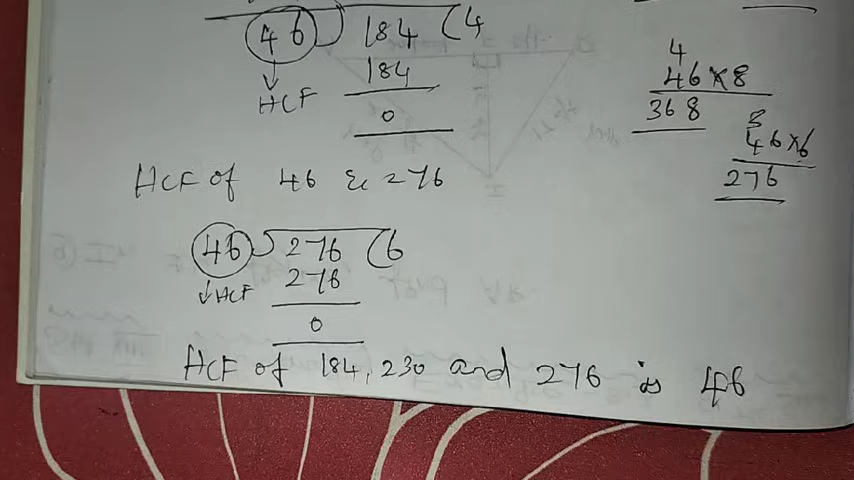 46) 184 (4
184
HCF
0
4
46×8
368
8
46×6
276
HCF of 46 & 276
46) 276 (6
276
HCF
0
HCF of 184, 230 and 276 is 46